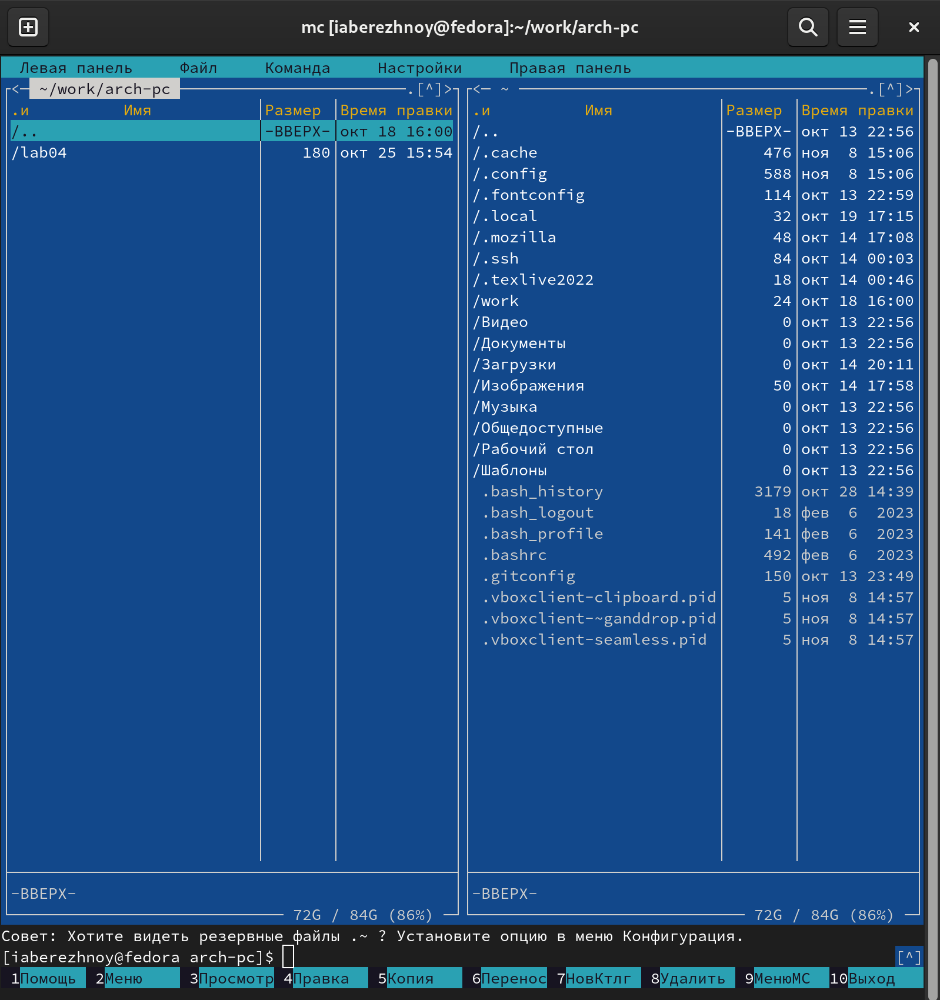 mc [iaberezhnoy@fedora]:~/work/arch-pc
Левая панель Файл Команда Настройки Правая панель
<— ~/work/arch-pc .[^]>
.и Имя Размер Время правки
/.. -ВВЕРХ- окт 18 16:00
/lab04 180 окт 25 15:54
-ВВЕРХ-
72G / 84G (86%)
<— ~ .[^]>
.и Имя Размер Время правки
/.. -ВВЕРХ- окт 13 22:56
/.cache 476 ноя 8 15:06
/.config 588 ноя 8 15:06
/.fontconfig 114 окт 13 22:59
/.local 32 окт 19 17:15
/.mozilla 48 окт 14 17:08
/.ssh 84 окт 14 00:03
/.texlive2022 18 окт 14 00:46
/work 24 окт 18 16:00
/Видео 0 окт 13 22:56
/Документы 0 окт 13 22:56
/Загрузки 0 окт 14 20:11
/Изображения 50 окт 14 17:58
/Музыка 0 окт 13 22:56
/Общедоступные 0 окт 13 22:56
/Рабочий стол 0 окт 13 22:56
/Шаблоны 0 окт 13 22:56
.bash_history 3179 окт 28 14:39
.bash_logout 18 фев 6 2023
.bash_profile 141 фев 6 2023
.bashrc 492 фев 6 2023
.gitconfig 150 окт 13 23:49
.vboxclient-clipboard.pid 5 ноя 8 14:57
.vboxclient-~ganddrop.pid 5 ноя 8 14:57
.vboxclient-seamless.pid 5 ноя 8 14:57
-ВВЕРХ-
72G / 84G (86%)
Совет: Хотите видеть резервные файлы .~ ? Установите опцию в меню Конфигурация.
[iaberezhnoy@fedora arch-pc]$ [^]
1Помощь 2Меню 3Просмотр 4Правка 5Копия 6Перенос 7НовКтлг 8Удалить 9МенюМС 10Выход